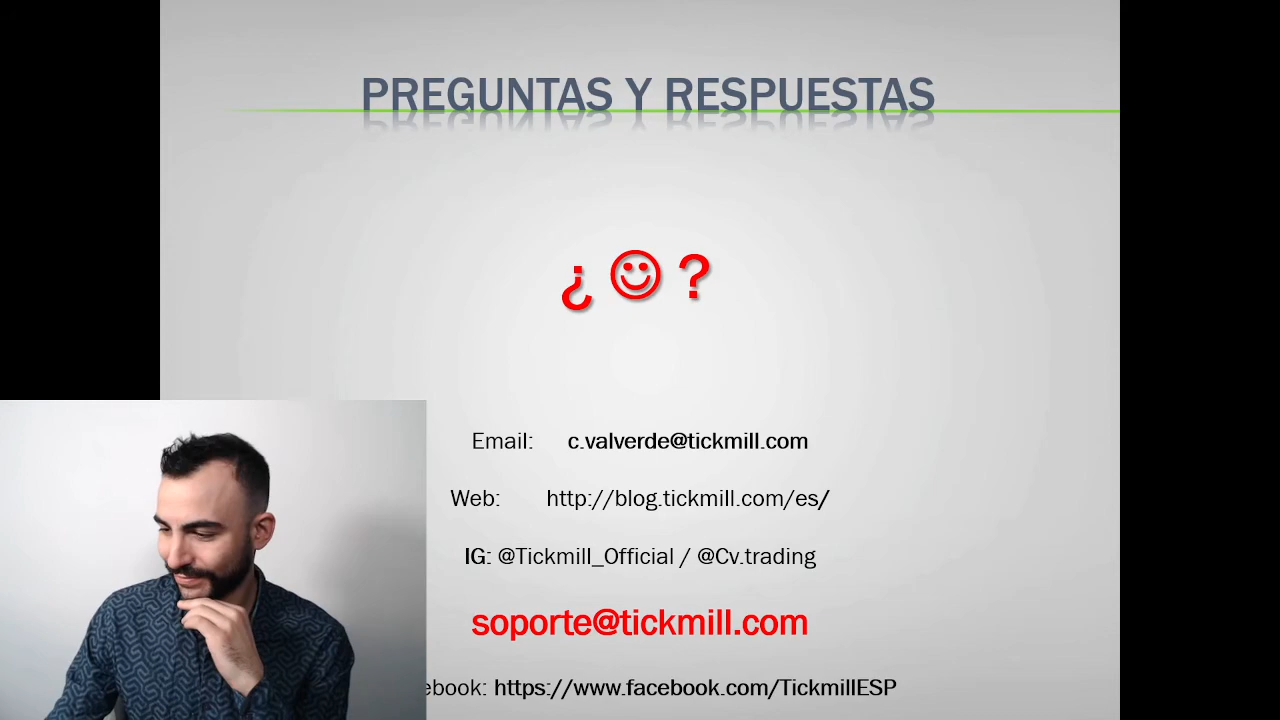 PREGUNTAS Y RESPUESTAS
¿ ☺ ?
Email: c.valverde@tickmill.com
Web: http://blog.tickmill.com/es/
IG: @Tickmill_Official / @Cv.trading
soporte@tickmill.com
ebook: https://www.facebook.com/TickmillESP